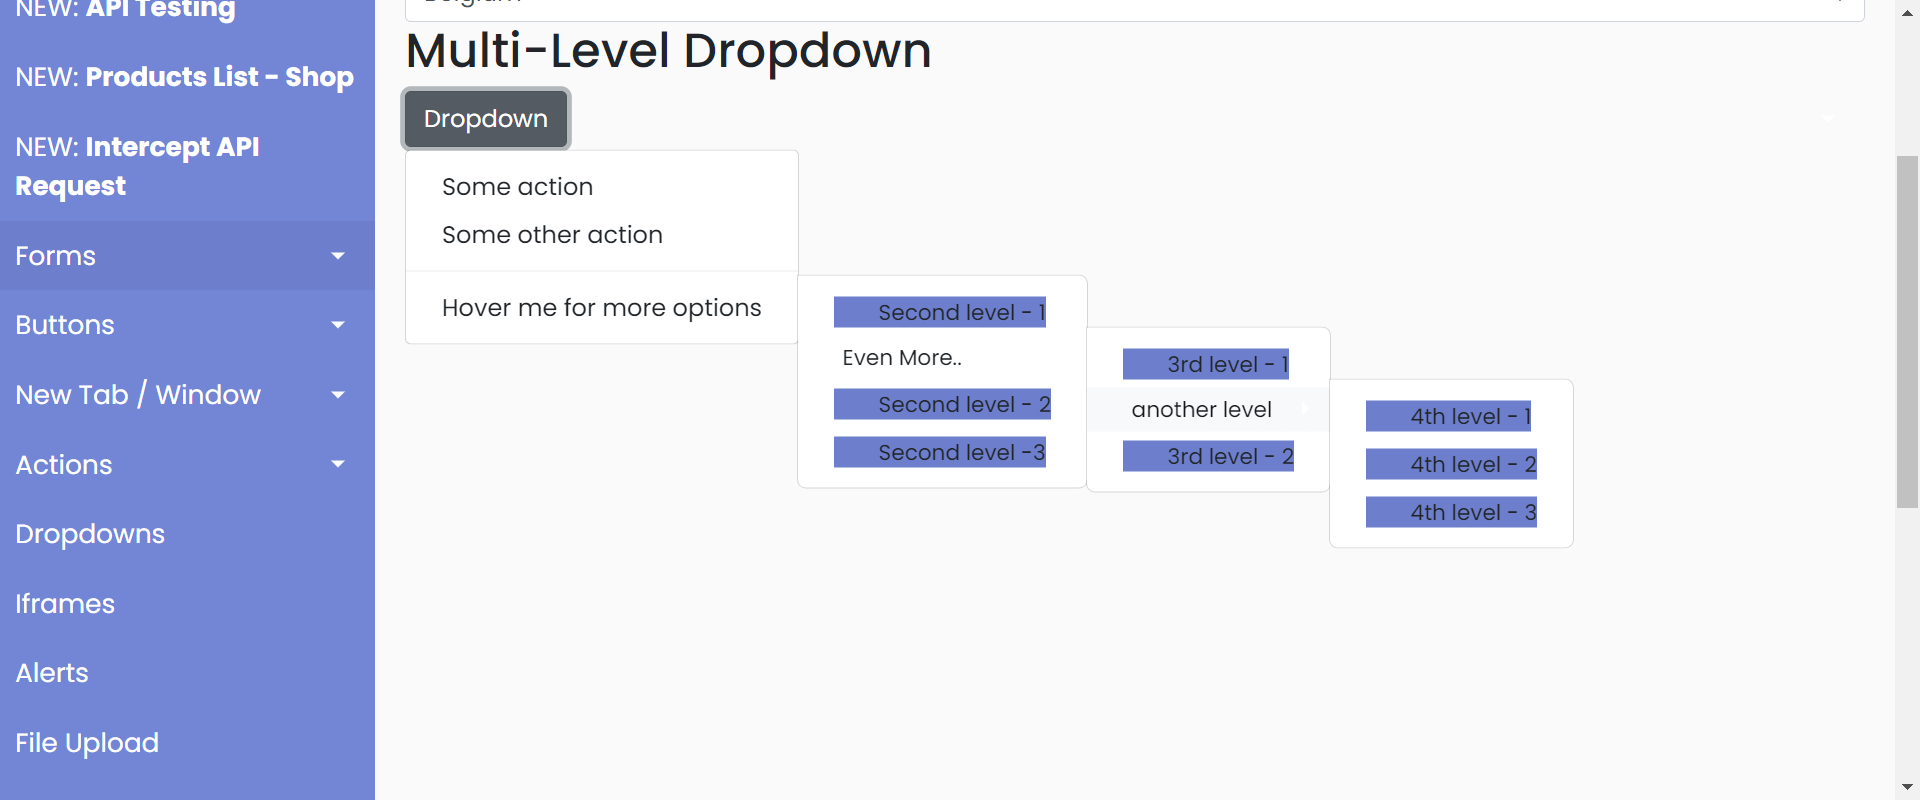 NEW: API Testing
NEW: Products List - Shop
NEW: Intercept API
Request
Forms
Buttons
New Tab / Window
Actions
Dropdowns
Iframes
Alerts
File Upload
Belgium
Multi-Level Dropdown
Dropdown
Some action
Some other action
Hover me for more options
Second level - 1
Even More..
Second level - 2
Second level -3
3rd level - 1
another level
3rd level - 2
4th level - 1
4th level - 2
4th level - 3